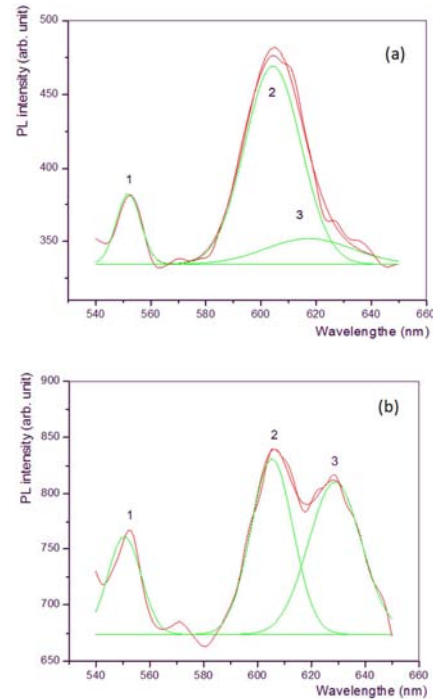 500
(a)
PL intensity (arb. unit)
450
2
400
1
3
350
540 560 580 600 620 640 660
Wavelengthe (nm)
900
(b)
PL intensity (arb. unit)
850
2
3
800
1
750
700
650
540 560 580 600 620 640 660
Wavelengthe (nm)